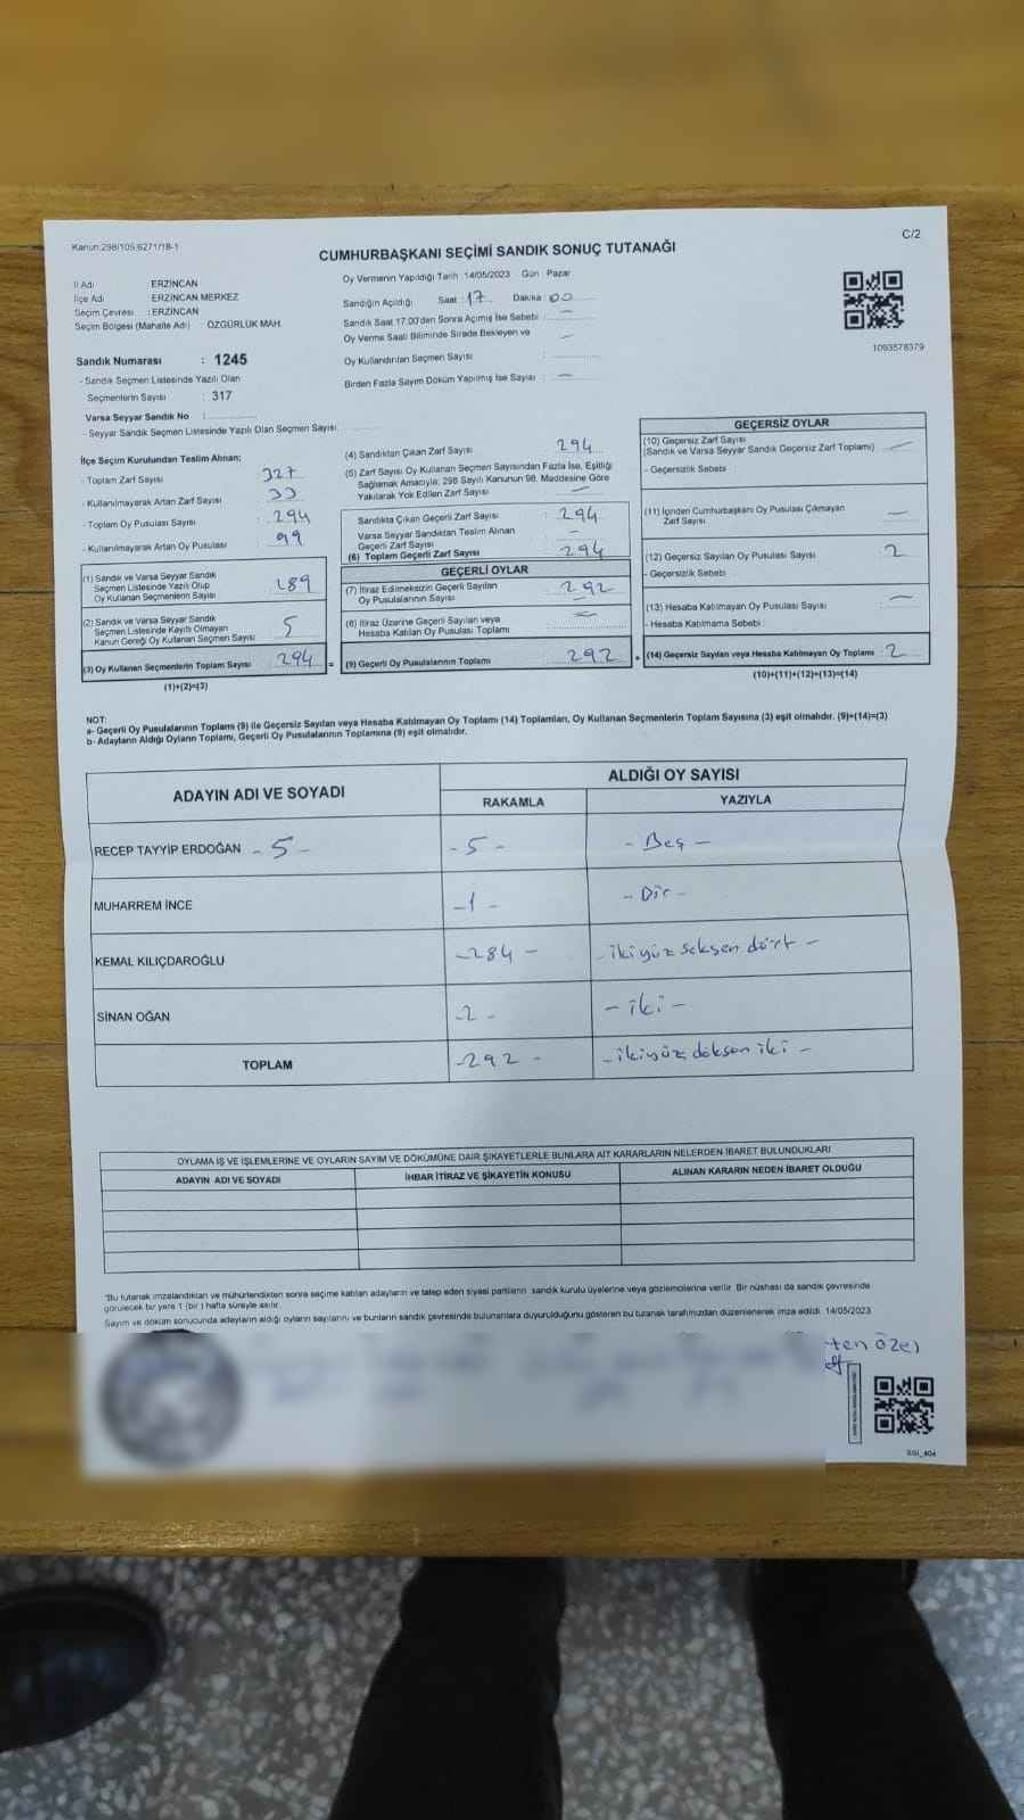 Kanun:298/105,6271/18-1
C/2
CUMHURBAŞKANI SEÇİMİ SANDIK SONUÇ TUTANAĞI
İl Adı : ERZİNCAN
İlçe Adı : ERZİNCAN MERKEZ
Seçim Çevresi : ERZİNCAN
Seçim Bölgesi (Mahalle Adı) : ÖZGÜRLÜK MAH.
Sandık Numarası : 1245
- Sandık Seçmen Listesinde Yazılı Olan
Seçmenlerin Sayısı : 317
Varsa Seyyar Sandık No :
- Seyyar Sandık Seçmen Listesinde Yazılı Olan Seçmen Sayısı
Oy Vermenin Yapıldığı Tarih :14/05/2023 Gün : Pazar
Sandığın Açıldığı Saat : 17 Dakika : 00
Sandık Saat 17.00'den Sonra Açılmış İse Sebebi : —
Oy Verme Saati Bitiminde Sırada Bekleyen ve —
Oy Kullandırılan Seçmen Sayısı :
Birden Fazla Sayım Döküm Yapılmış İse Sayısı : —
1093578379
İlçe Seçim Kurulundan Teslim Alınan;
- Toplam Zarf Sayısı : 327
- Kullanılmayarak Artan Zarf Sayısı : 33
- Toplam Oy Pusulası Sayısı : 294
- Kullanılmayarak Artan Oy Pusulası : 99
(1) Sandık ve Varsa Seyyar Sandık
Seçmen Listesinde Yazılı Olup
Oy Kullanan Seçmenlerin Sayısı : 289
(2) Sandık ve Varsa Seyyar Sandık
Seçmen Listesinde Kayıtlı Olmayan
Kanun Gereği Oy Kullanan Seçmen Sayısı : 5
(3) Oy Kullanan Seçmenlerin Toplam Sayısı : 294 =
(1)+(2)=(3)
(4) Sandıktan Çıkan Zarf Sayısı : 294
(5) Zarf Sayısı Oy Kullanan Seçmen Sayısından Fazla İse, Eşitliği
Sağlamak Amacıyla, 298 Sayılı Kanunun 98. Maddesine Göre
Yakılarak Yok Edilen Zarf Sayısı : —
Sandıkta Çıkan Geçerli Zarf Sayısı : 294
Varsa Seyyar Sandıktan Teslim Alınan
Geçerli Zarf Sayısı : —
(6) Toplam Geçerli Zarf Sayısı : 294
GEÇERLİ OYLAR
(7) İtiraz Edilmeksizin Geçerli Sayılan
Oy Pusulalarının Sayısı : 292
(8) İtiraz Üzerine Geçerli Sayılan veya
Hesaba Katılan Oy Pusulası Toplamı : —
(9) Geçerli Oy Pusulalarının Toplamı : 292 +
GEÇERSİZ OYLAR
(10) Geçersiz Zarf Sayısı
(Sandık ve Varsa Seyyar Sandık Geçersiz Zarf Toplamı) : —
- Geçersizlik Sebebi :
(11) İçinden Cumhurbaşkanı Oy Pusulası Çıkmayan
Zarf Sayısı : —
(12) Geçersiz Sayılan Oy Pusulası Sayısı : 2
- Geçersizlik Sebebi :
(13) Hesaba Katılmayan Oy Pusulası Sayısı : —
- Hesaba Katılmama Sebebi :
(14) Geçersiz Sayılan veya Hesaba Katılmayan Oy Toplamı : 2
(10)+(11)+(12)+(13)=(14)
NOT:
a- Geçerli Oy Pusulalarının Toplamı (9) ile Geçersiz Sayılan veya Hesaba Katılmayan Oy Toplamı (14) Toplamları, Oy Kullanan Seçmenlerin Toplam Sayısına (3) eşit olmalıdır. (9)+(14)=(3)
b- Adayların Aldığı Oyların Toplamı, Geçerli Oy Pusulalarının Toplamına (9) eşit olmalıdır.
ADAYIN ADI VE SOYADI
ALDIĞI OY SAYISI
RAKAMLA
YAZIYLA
RECEP TAYYİP ERDOĞAN - 5 - - 5 - - Beş -
MUHARREM İNCE -1- - Bir -
KEMAL KILIÇDAROĞLU -284- - ikiyüz seksen dört -
SİNAN OĞAN -2- - iki -
TOPLAM -292- - ikiyüz doksan iki -
OYLAMA İŞ VE İŞLEMLERİNE VE OYLARIN SAYIM VE DÖKÜMÜNE DAİR ŞİKAYETLERLE BUNLARA AİT KARARLARIN NELERDEN İBARET BULUNDUKLARI
ADAYIN ADI VE SOYADI
İHBAR İTİRAZ VE ŞİKAYETİN KONUSU
ALINAN KARARIN NEDEN İBARET OLDUĞU
"Bu tutanak imzalandıktan ve mühürlendikten sonra seçime katılan adayların ve talep eden siyasi partilerin sandık kurulu üyelerine veya gözlemcilerine verilir. Bir nüshası da sandık çevresinde
görülecek bir yere 1 (bir) hafta süreyle asılır.
Sayım ve döküm sonucunda adayların aldığı oyların sayılarını ve bunların sandık çevresinde bulunanlara duyurulduğunu gösteren bu tutanak tarafımızdan düzenlenerek imza edildi. 14/05/2023
ten özel